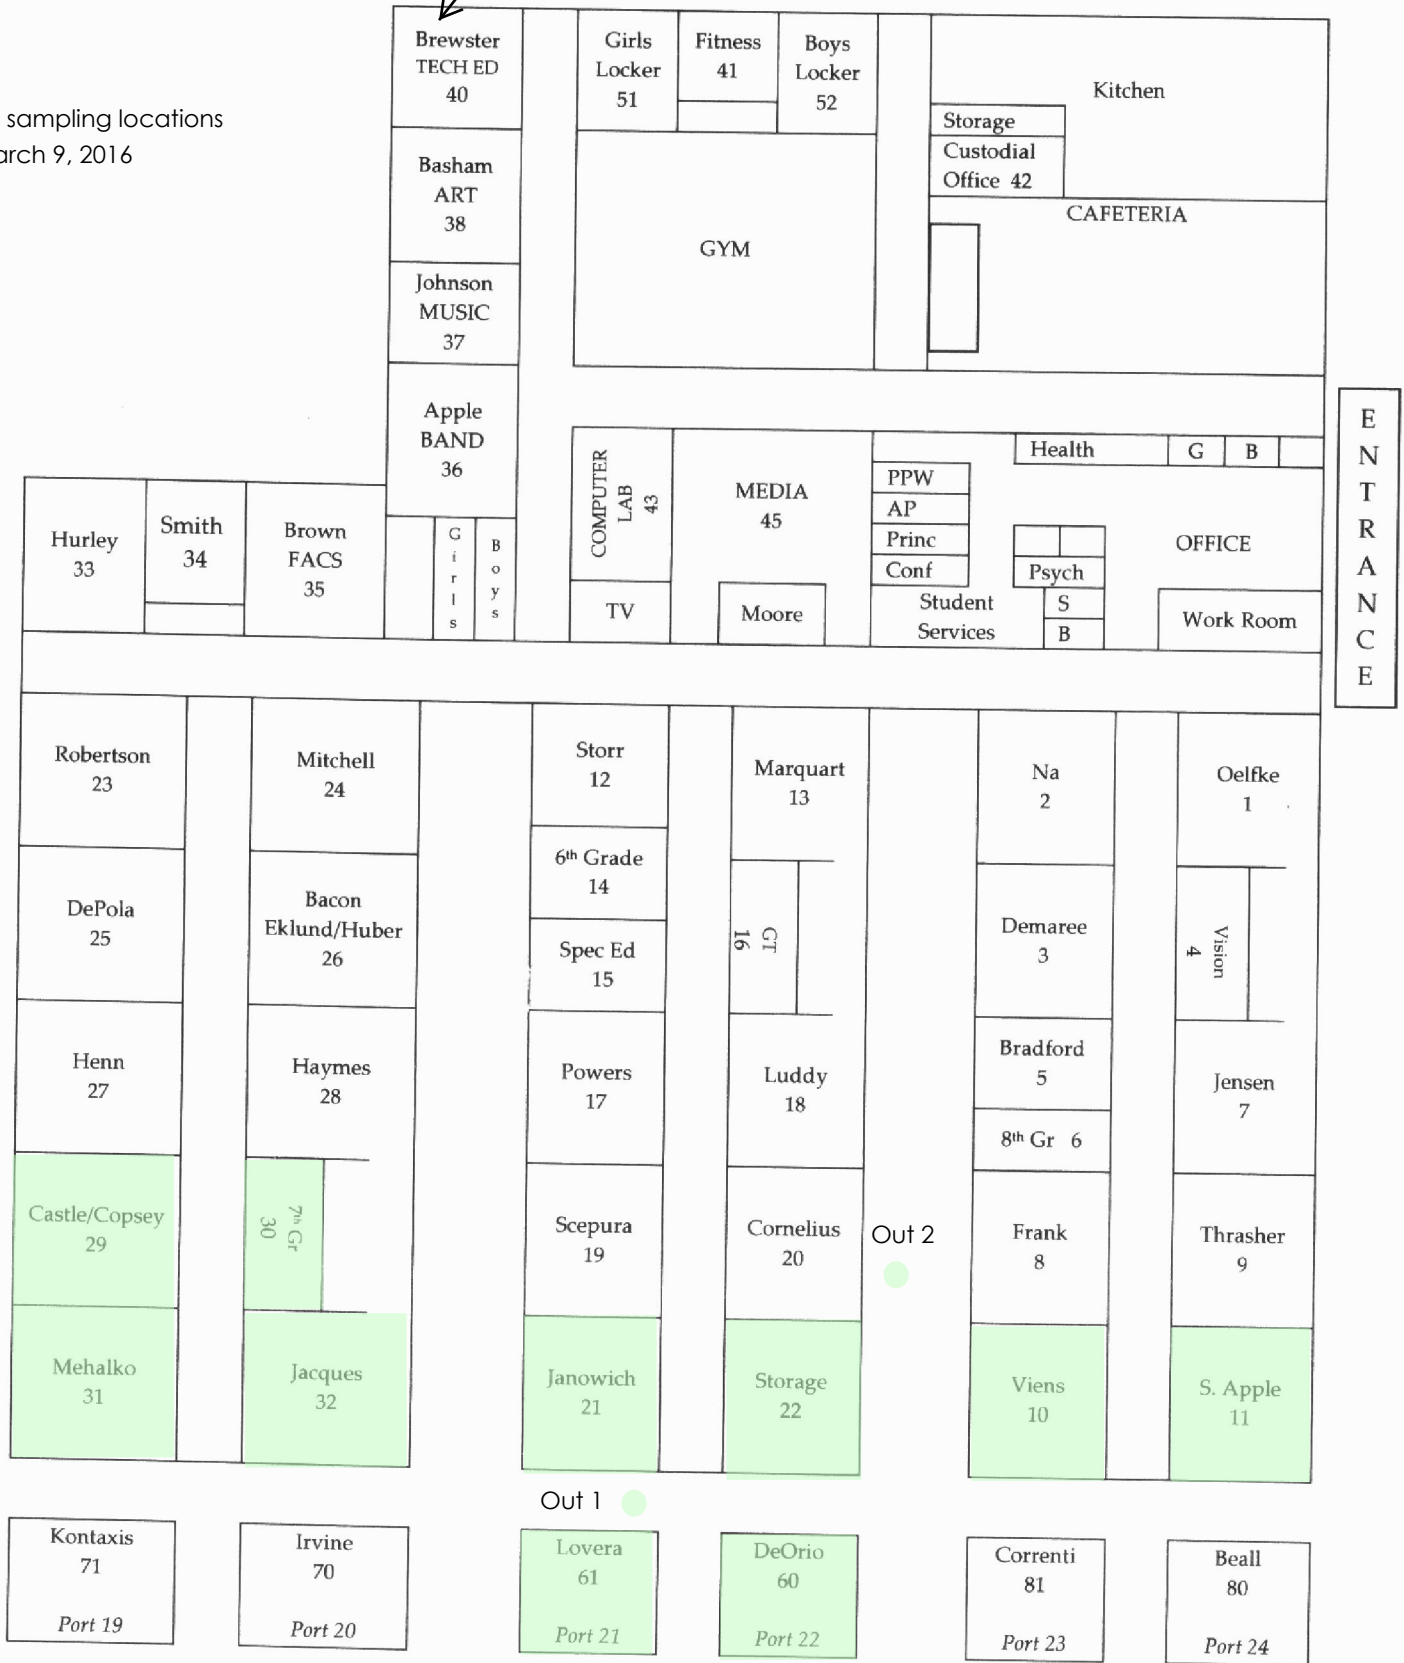 sampling locations
arch 9, 2016
Brewster
TECH ED
40
Girls
Locker
51
Fitness
41
Boys
Locker
52
Kitchen
Storage
Custodial
Office 42
CAFETERIA
Basham
ART
38
GYM
Johnson
MUSIC
37
Apple
BAND
36
ENTRANCE
COMPUTER
LAB
43
MEDIA
45
Health
G
B
PPW
AP
Princ
Conf
OFFICE
Psych
Student
Services
S
B
Work Room
TV
Moore
Hurley
33
Smith
34
Brown
FACS
35
Girls
Boys
Robertson
23
Mitchell
24
Storr
12
Marquart
13
Na
2
Oelfke
1
DePola
25
Bacon
Eklund/Huber
26
6th Grade
14
Spec Ed
15
GT
16
Demaree
3
Vision
4
Henn
27
Haymes
28
Powers
17
Luddy
18
Bradford
5
8th Gr 6
Jensen
7
Castle/Copsey
29
7th Gr
30
Scepura
19
Cornelius
20
Out 2
Frank
8
Thrasher
9
Mehalko
31
Jacques
32
Janowich
21
Storage
22
Viens
10
S. Apple
11
Out 1
Kontaxis
71
Port 19
Irvine
70
Port 20
Lovera
61
Port 21
DeOrio
60
Port 22
Correnti
81
Port 23
Beall
80
Port 24